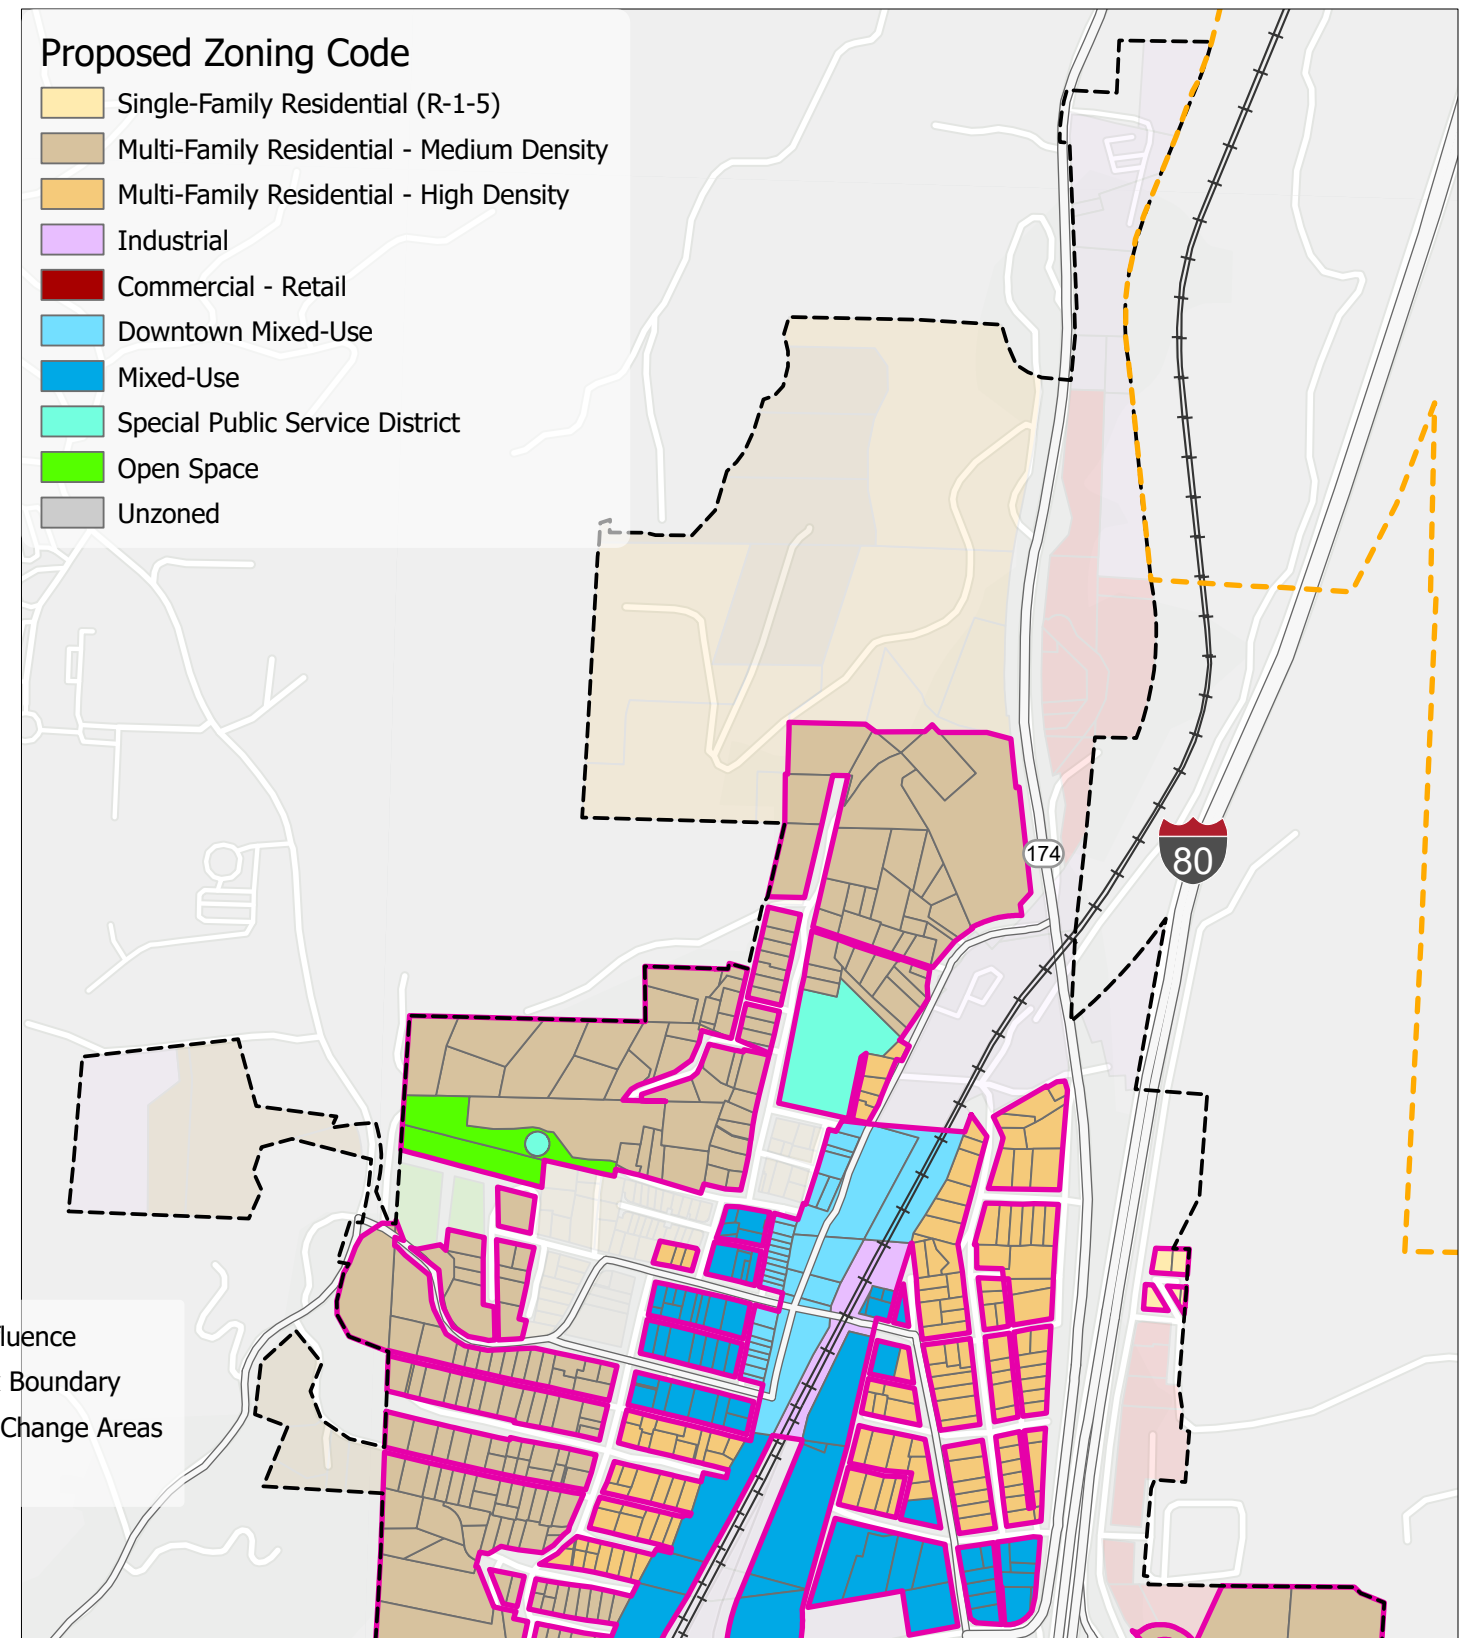 Proposed Zoning Code
Single-Family Residential (R-1-5)
Multi-Family Residential - Medium Density
Multi-Family Residential - High Density
Industrial
Commercial - Retail
Downtown Mixed-Use
Mixed-Use
Special Public Service District
Open Space
Unzoned
174
80
fluence
Boundary
Change Areas